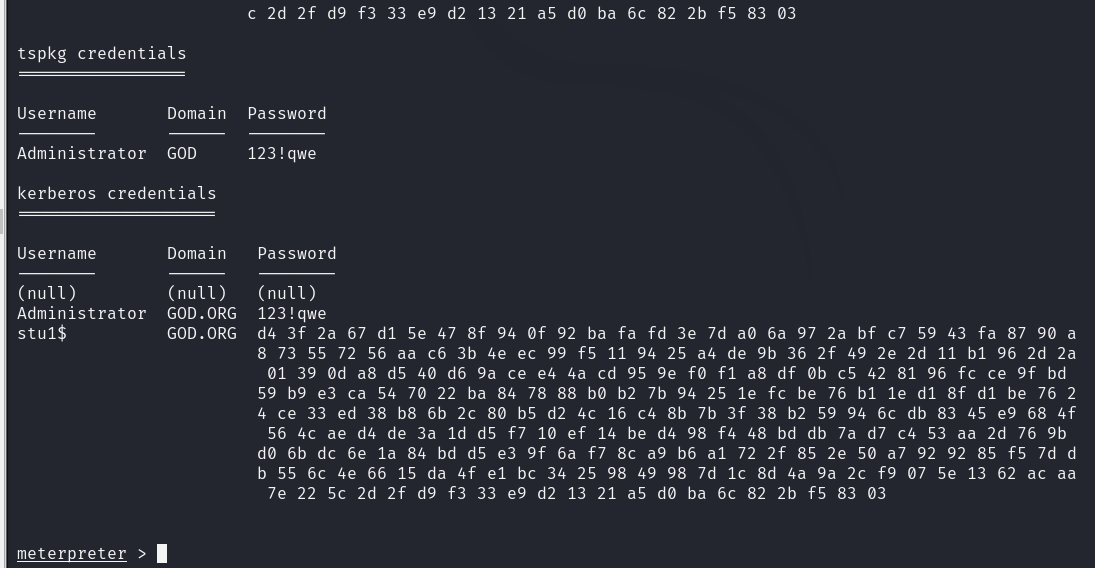 c 2d 2f d9 f3 33 e9 d2 13 21 a5 d0 ba 6c 82 2b f5 83 03
tspkg credentials
=================
Username Domain Password
-------- ------ --------
Administrator GOD 123!qwe
kerberos credentials
====================
Username Domain Password
-------- ------ --------
(null) (null) (null)
Administrator GOD.ORG 123!qwe
stu1$ GOD.ORG d4 3f 2a 67 d1 5e 47 8f 94 0f 92 ba fa fd 3e 7d a0 6a 97 2a bf c7 59 43 fa 87 90 a
8 73 55 72 56 aa c6 3b 4e ec 99 f5 11 94 25 a4 de 9b 36 2f 49 2e 2d 11 b1 96 2d 2a
01 39 0d a8 d5 40 d6 9a ce e4 4a cd 95 9e f0 f1 a8 df 0b c5 42 81 96 fc ce 9f bd
59 b9 e3 ca 54 70 22 ba 84 78 88 b0 b2 7b 94 25 1e fc be 76 b1 1e d1 8f d1 be 76 2
4 ce 33 ed 38 b8 6b 2c 80 b5 d2 4c 16 c4 8b 7b 3f 38 b2 59 94 6c db 83 45 e9 68 4f
56 4c ae d4 de 3a 1d d5 f7 10 ef 14 be d4 98 f4 48 bd db 7a d7 c4 53 aa 2d 76 9b
d0 6b dc 6e 1a 84 bd d5 e3 9f 6a f7 8c a9 b6 a1 72 2f 85 2e 50 a7 92 92 85 f5 7d d
b 55 6c 4e 66 15 da 4f e1 bc 34 25 98 49 98 7d 1c 8d 4a 9a 2c f9 07 5e 13 62 ac aa
7e 22 5c 2d 2f d9 f3 33 e9 d2 13 21 a5 d0 ba 6c 82 2b f5 83 03
meterpreter >